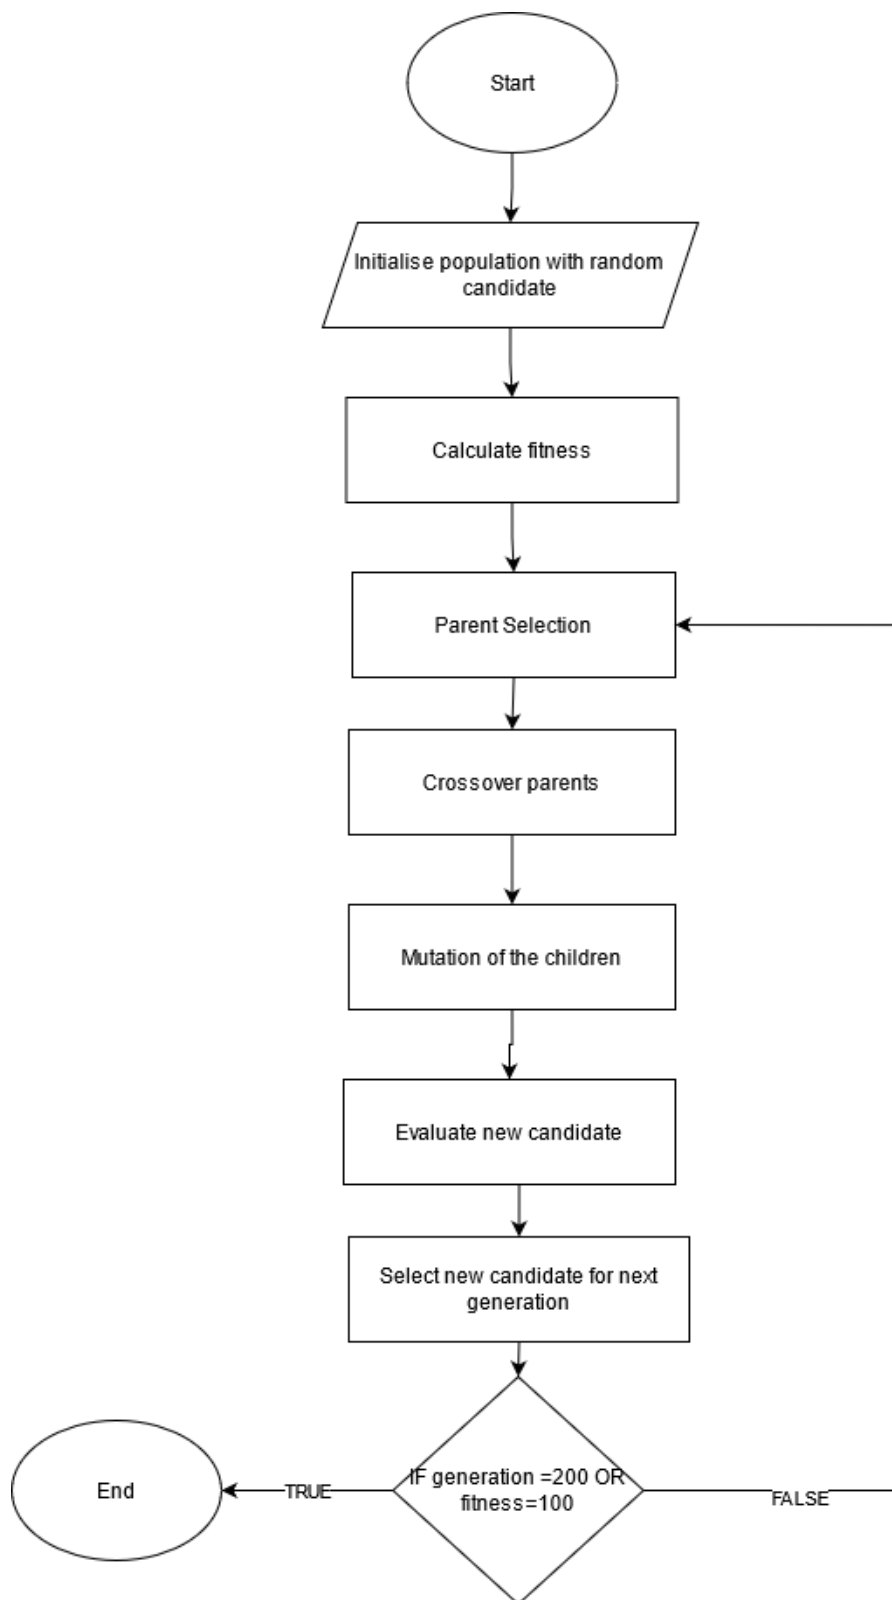 Start
Initialise population with random
candidate
Calculate fitness
Parent Selection
Crossover parents
Mutation of the children
Evaluate new candidate
Select new candidate for next
generation
IF generation =200 OR
fitness=100
End
TRUE
FALSE